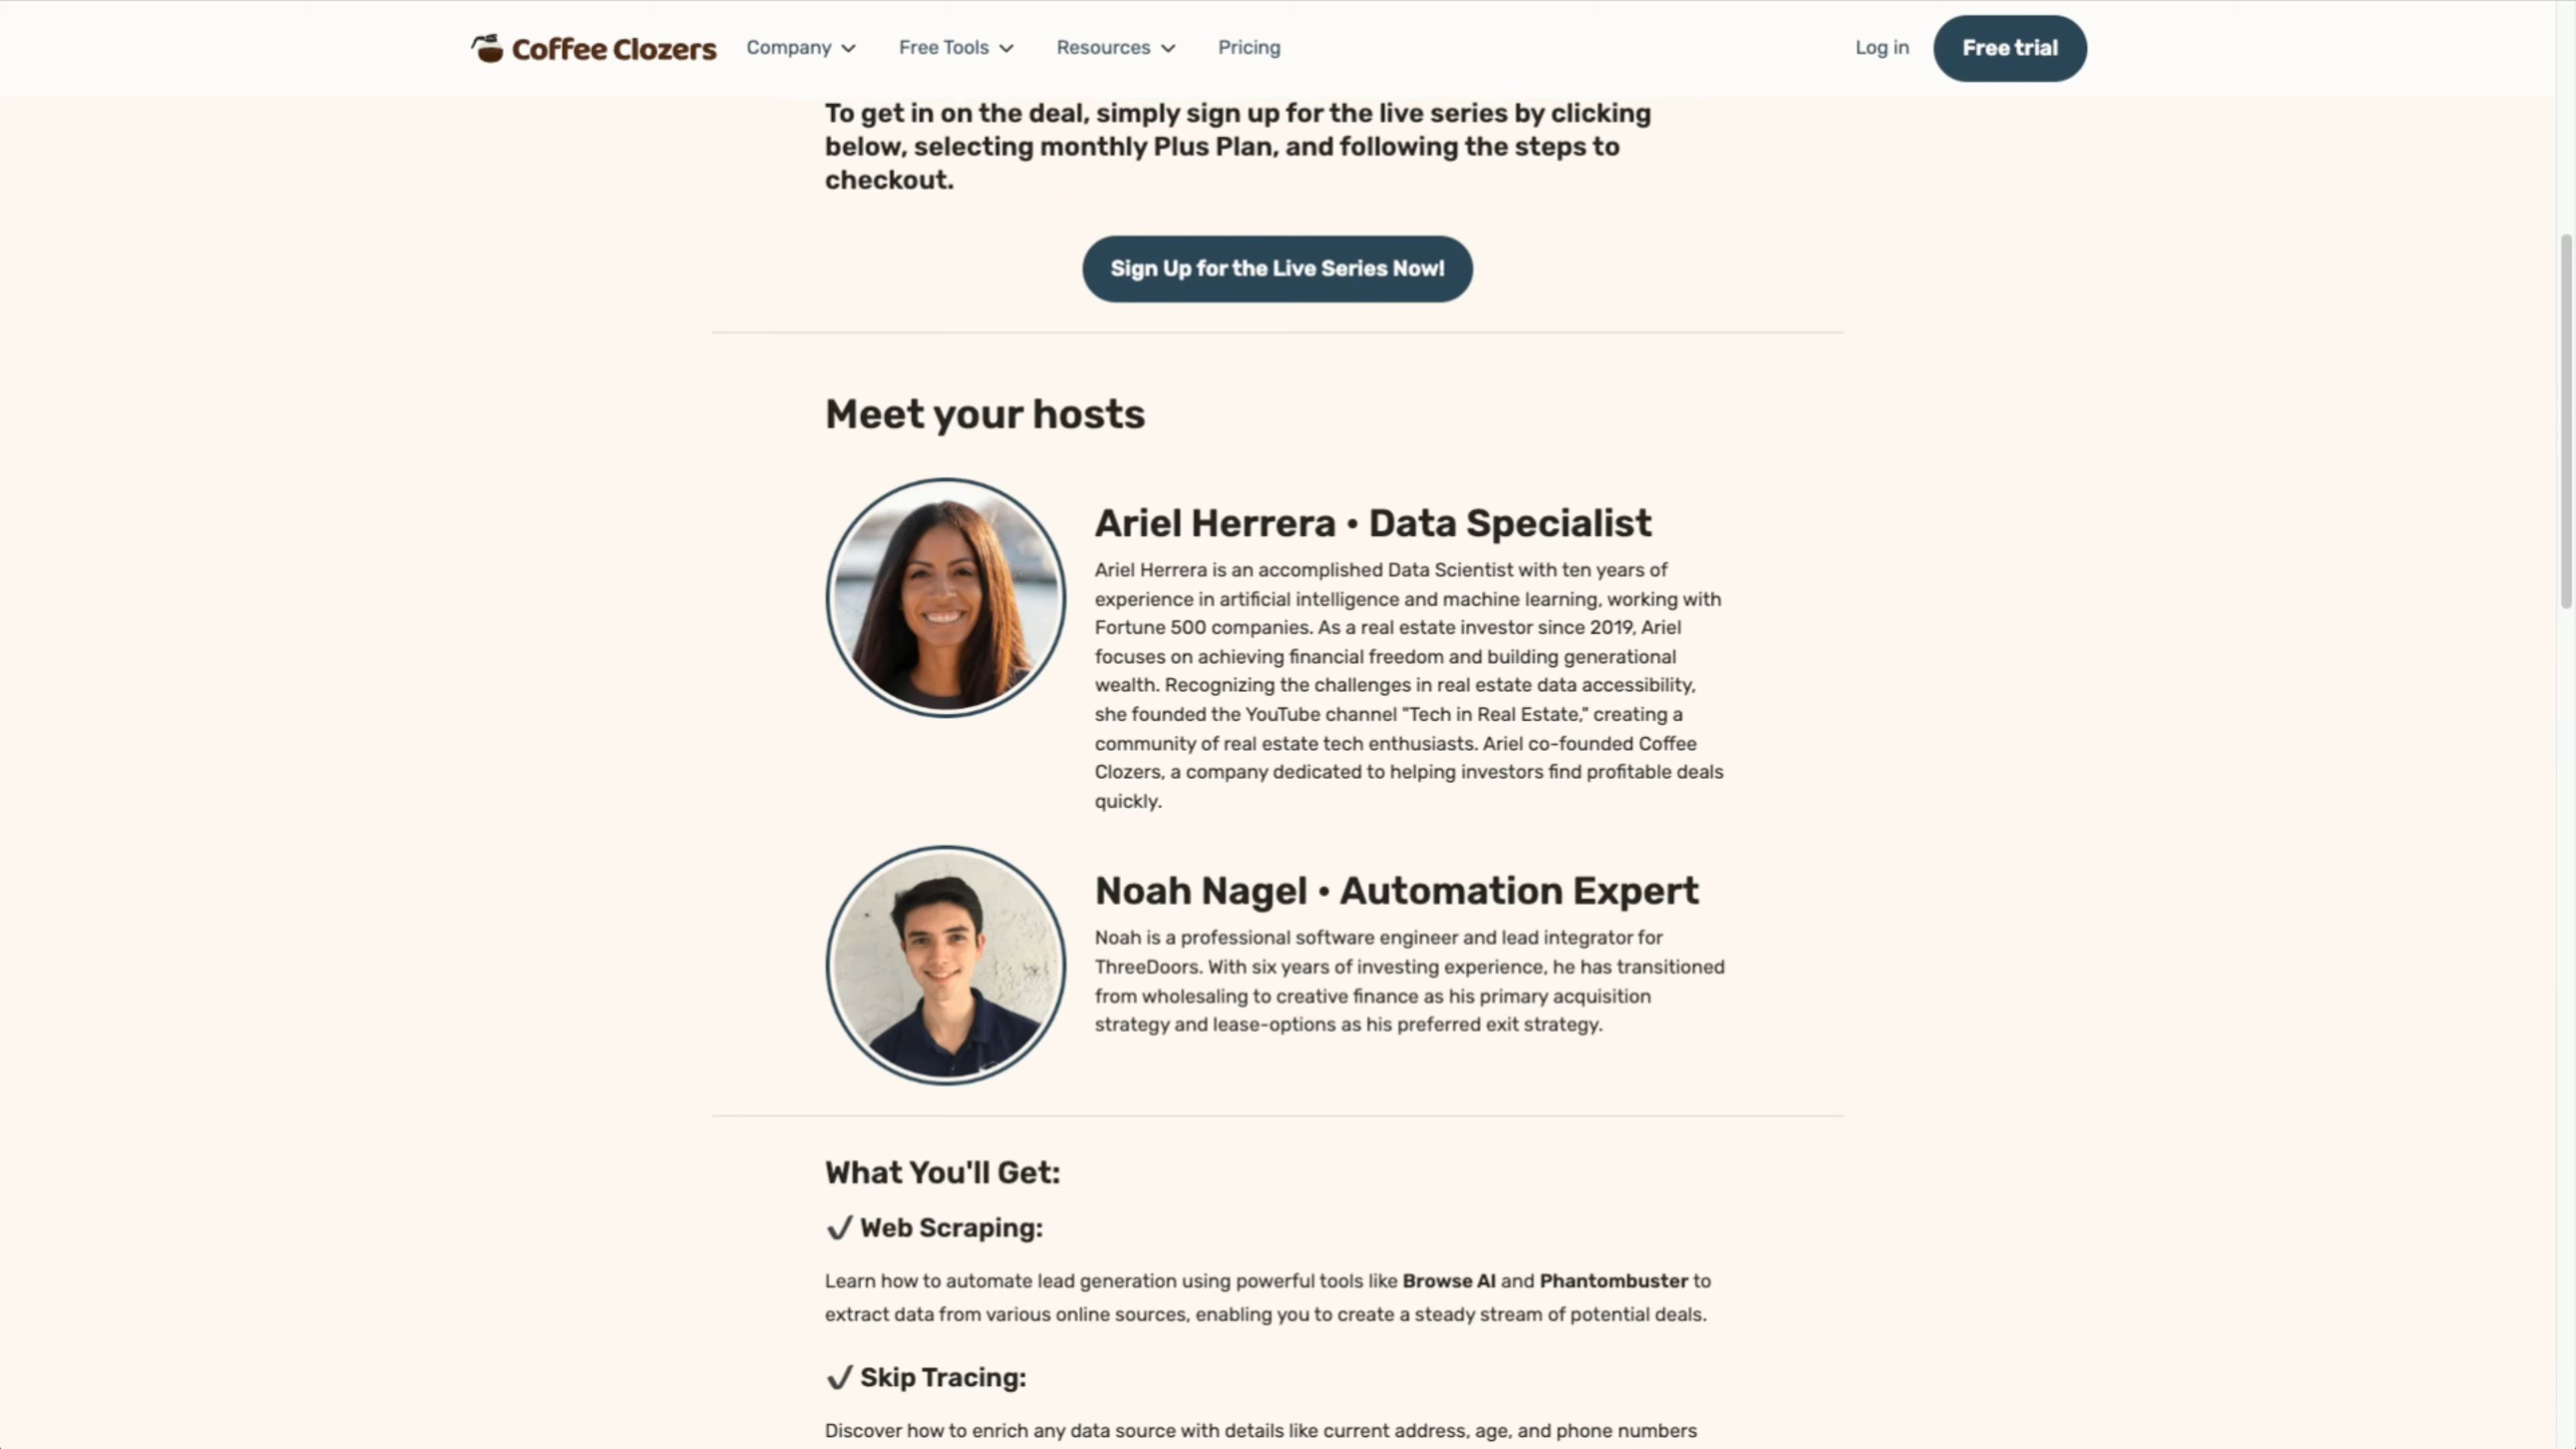 Coffee Clozers
Company
Free Tools
Resources
Pricing
Log in
Free trial
To get in on the deal, simply sign up for the live series by clicking
below, selecting monthly Plus Plan, and following the steps to
checkout.
Sign Up for the Live Series Now!
Meet your hosts
Ariel Herrera • Data Specialist
Ariel Herrera is an accomplished Data Scientist with ten years of
experience in artificial intelligence and machine learning, working with
Fortune 500 companies. As a real estate investor since 2019, Ariel
focuses on achieving financial freedom and building generational
wealth. Recognizing the challenges in real estate data accessibility,
she founded the YouTube channel "Tech in Real Estate," creating a
community of real estate tech enthusiasts. Ariel co-founded Coffee
Clozers, a company dedicated to helping investors find profitable deals
quickly.
Noah Nagel • Automation Expert
Noah is a professional software engineer and lead integrator for
ThreeDoors. With six years of investing experience, he has transitioned
from wholesaling to creative finance as his primary acquisition
strategy and lease-options as his preferred exit strategy.
What You'll Get:
✔ Web Scraping:
Learn how to automate lead generation using powerful tools like Browse AI and Phantombuster to
extract data from various online sources, enabling you to create a steady stream of potential deals.
✔ Skip Tracing:
Discover how to enrich any data source with details like current address, age, and phone numbers